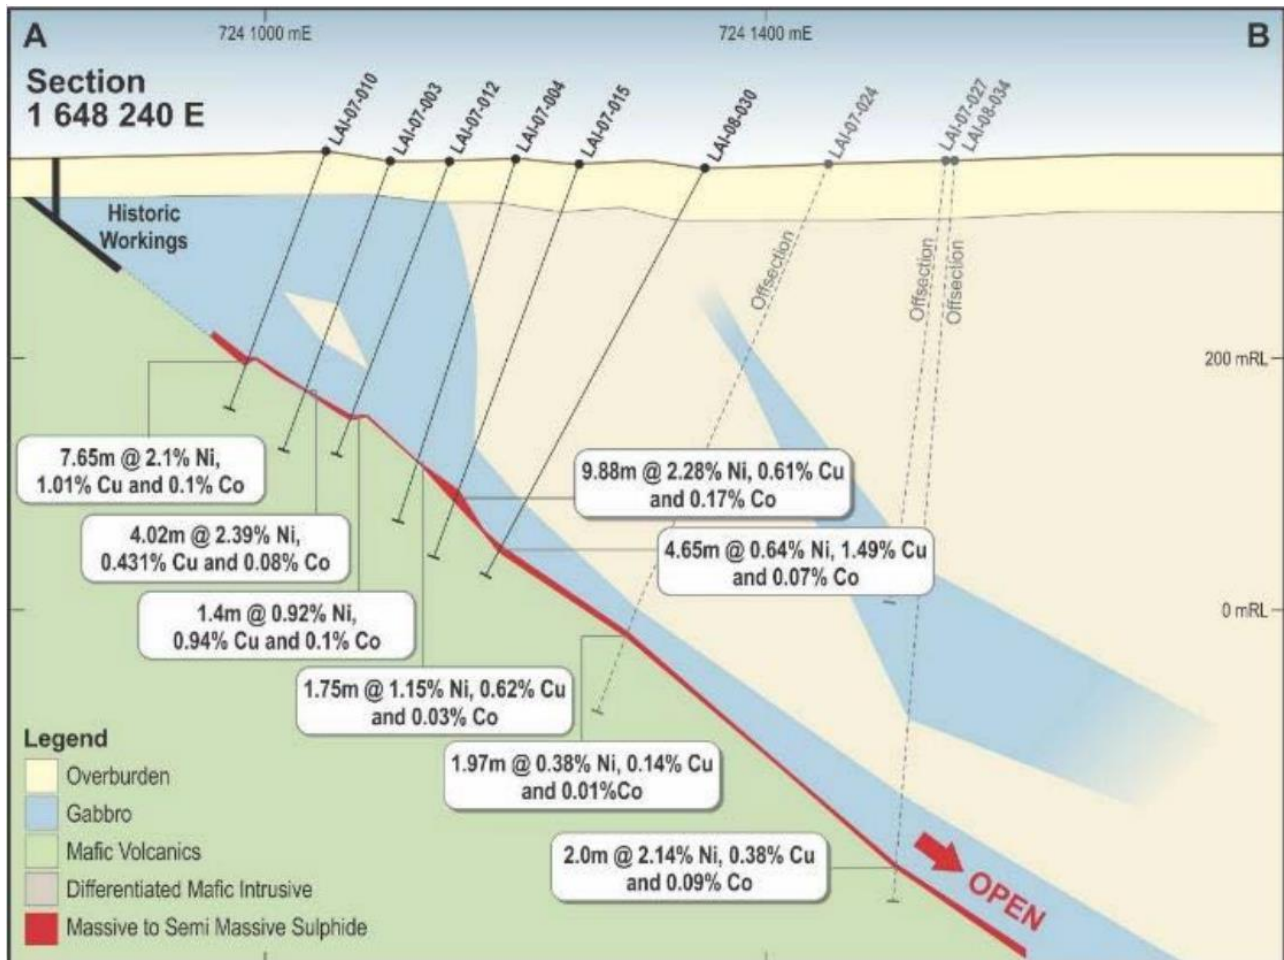 A
724 1000 mE
724 1400 mE
B
Section
1 648 240 E
LAI-07-010
LAI-07-003
LAI-07-012
LAI-07-004
LAI-07-015
LAI-08-030
LAI-07-024
LAI-07-027
LAI-08-034
Historic
Workings
Offsection
Offsection
Offsection
200 mRL
0 mRL
7.65m @ 2.1% Ni,
1.01% Cu and 0.1% Co
9.88m @ 2.28% Ni, 0.61% Cu
and 0.17% Co
4.02m @ 2.39% Ni,
0.431% Cu and 0.08% Co
4.65m @ 0.64% Ni, 1.49% Cu
and 0.07% Co
1.4m @ 0.92% Ni,
0.94% Cu and 0.1% Co
1.75m @ 1.15% Ni, 0.62% Cu
and 0.03% Co
1.97m @ 0.38% Ni, 0.14% Cu
and 0.01%Co
2.0m @ 2.14% Ni, 0.38% Cu
and 0.09% Co
OPEN
Legend
Overburden
Gabbro
Mafic Volcanics
Differentiated Mafic Intrusive
Massive to Semi Massive Sulphide